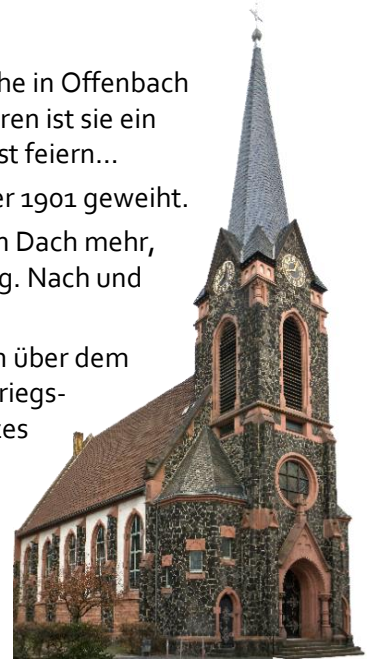 he in Offenbach
ren ist sie ein
st feiern...
er 1901 geweiht.
n Dach mehr,
g. Nach und
n über dem
riegs-
tes